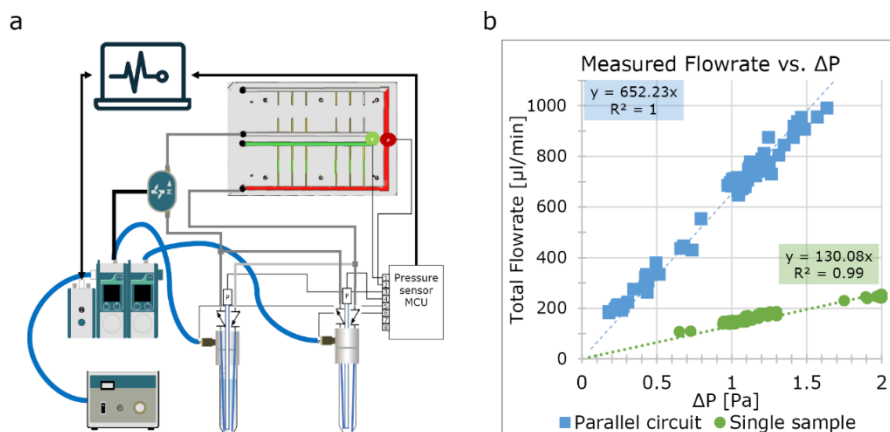 a
P
P
Pressure
sensor
MCU
b
Measured Flowrate vs. ΔP
y = 652.23x
R² = 1
y = 130.08x
R² = 0.99
Total Flowrate [µl/min]
1000
800
600
400
200
0
0
0.5
1
1.5
2
ΔP [Pa]
Parallel circuit
Single sample